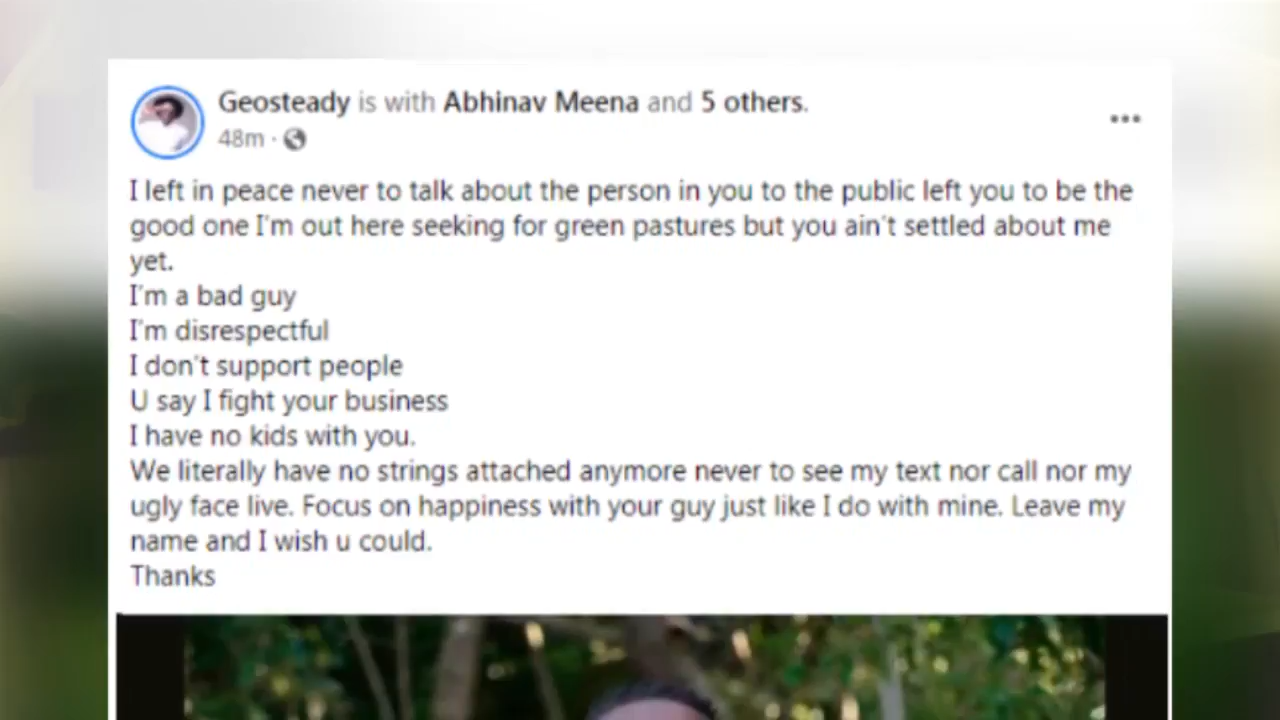 Geosteady is with Abhinav Meena and 5 others.
48m ·
I left in peace never to talk about the person in you to the public left you to be the
good one I'm out here seeking for green pastures but you ain't settled about me
yet.
I'm a bad guy
I'm disrespectful
I don't support people
U say I fight your business
I have no kids with you.
We literally have no strings attached anymore never to see my text nor call nor my
ugly face live. Focus on happiness with your guy just like I do with mine. Leave my
name and I wish u could.
Thanks